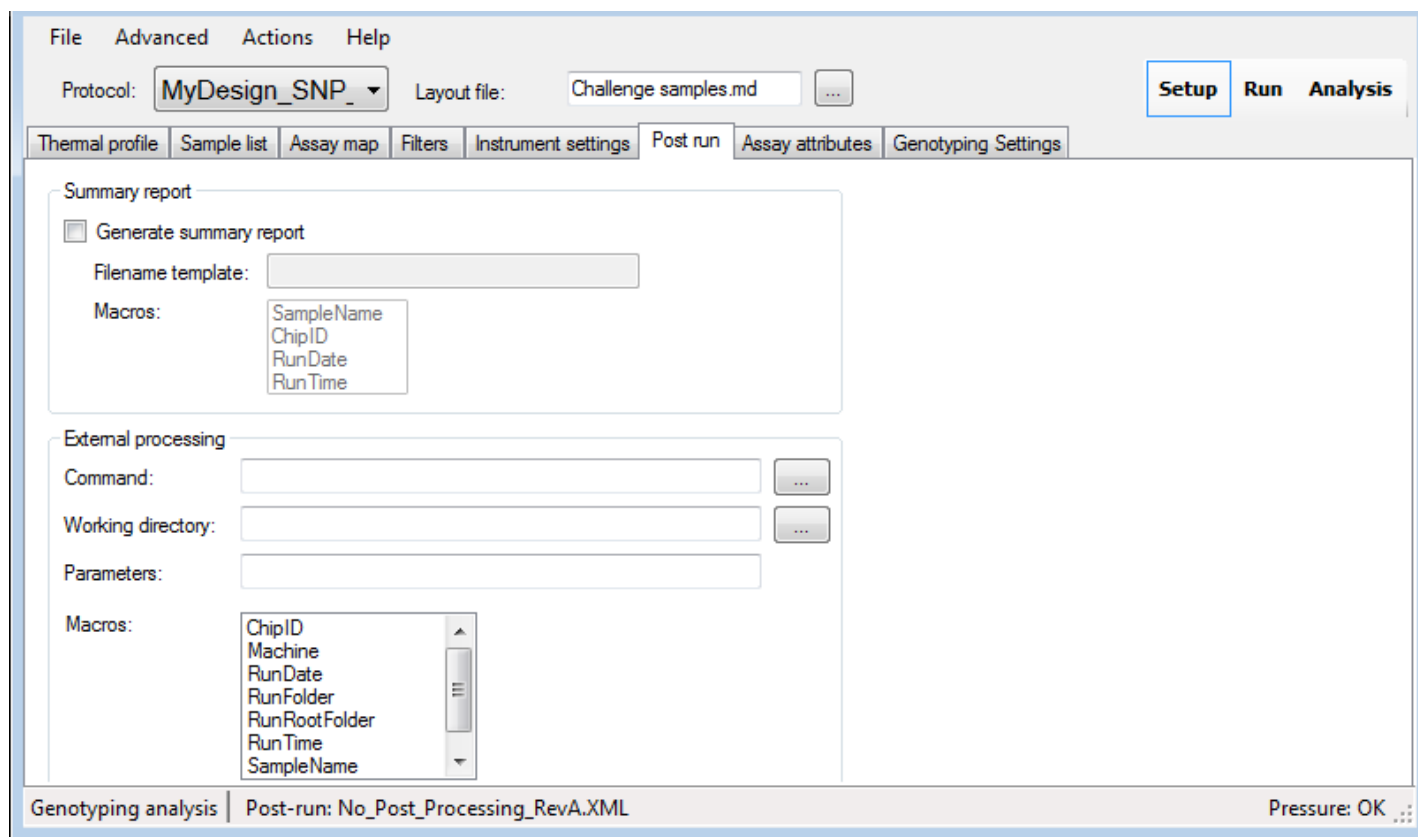 File Advanced Actions Help
Protocol: MyDesign_SNP_ Layout file: Challenge samples.md ... Setup Run Analysis
Thermal profile Sample list Assay map Filters Instrument settings Post run Assay attributes Genotyping Settings
Summary report
Generate summary report
Filename template:
Macros: SampleName
ChipID
RunDate
RunTime
External processing
Command: ...
Working directory: ...
Parameters:
Macros: ChipID
Machine
RunDate
RunFolder
RunRootFolder
RunTime
SampleName
Genotyping analysis Post-run: No_Post_Processing_RevA.XML Pressure: OK